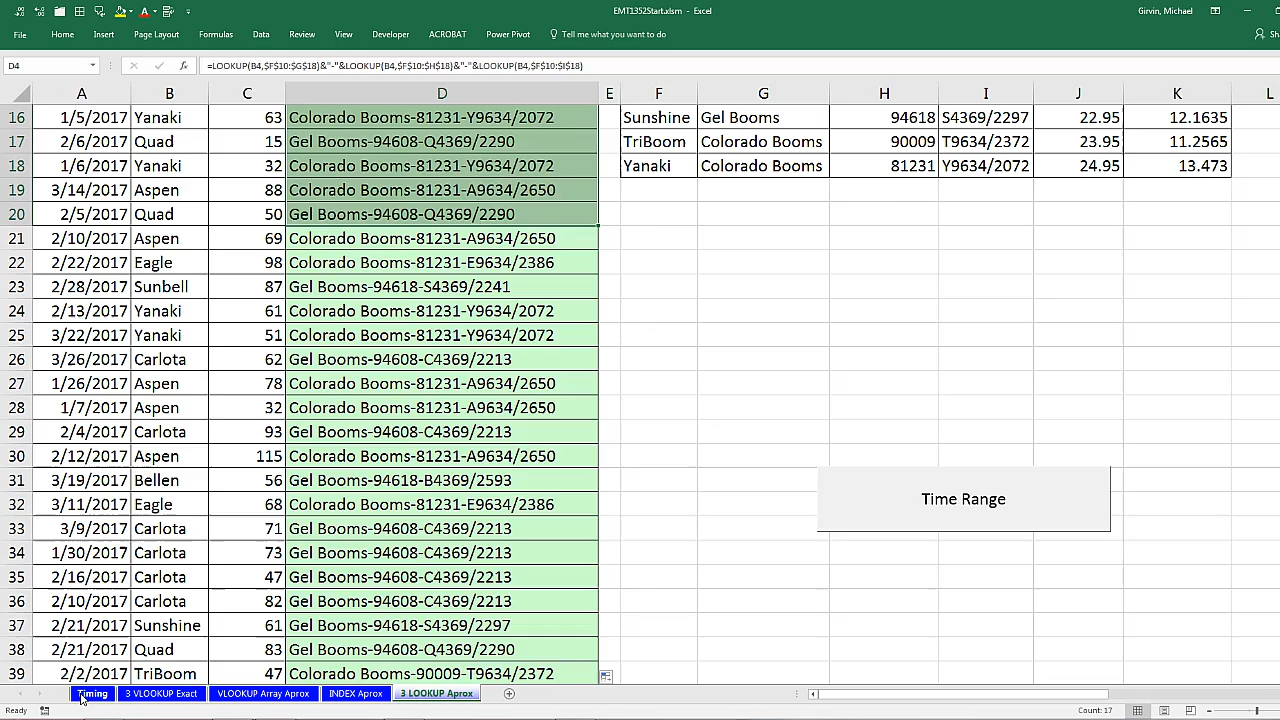 EMT1352Start.xlsm - Excel
Girvin, Michael
File Home Insert Page Layout Formulas Data Review View Developer ACROBAT Power Pivot Tell me what you want to do
D4 fx =LOOKUP(B4,$F$10:$G$18)&"-"&LOOKUP(B4,$F$10:$H$18)&"-"&LOOKUP(B4,$F$10:$I$18)
A B C D E F G H I J K L
16 1/5/2017 Yanaki 63 Colorado Booms-81231-Y9634/2072 Sunshine Gel Booms 94618 S4369/2297 22.95 12.1635
17 2/6/2017 Quad 15 Gel Booms-94608-Q4369/2290 TriBoom Colorado Booms 90009 T9634/2372 23.95 11.2565
18 1/6/2017 Yanaki 32 Colorado Booms-81231-Y9634/2072 Yanaki Colorado Booms 81231 Y9634/2072 24.95 13.473
19 3/14/2017 Aspen 88 Colorado Booms-81231-A9634/2650
20 2/5/2017 Quad 50 Gel Booms-94608-Q4369/2290
21 2/10/2017 Aspen 69 Colorado Booms-81231-A9634/2650
22 2/22/2017 Eagle 98 Colorado Booms-81231-E9634/2386
23 2/28/2017 Sunbell 87 Gel Booms-94618-S4369/2241
24 2/13/2017 Yanaki 61 Colorado Booms-81231-Y9634/2072
25 3/22/2017 Yanaki 51 Colorado Booms-81231-Y9634/2072
26 3/26/2017 Carlota 62 Gel Booms-94608-C4369/2213
27 1/26/2017 Aspen 78 Colorado Booms-81231-A9634/2650
28 1/7/2017 Aspen 32 Colorado Booms-81231-A9634/2650
29 2/4/2017 Carlota 93 Gel Booms-94608-C4369/2213
30 2/12/2017 Aspen 115 Colorado Booms-81231-A9634/2650
31 3/19/2017 Bellen 56 Gel Booms-94618-B4369/2593
32 3/11/2017 Eagle 68 Colorado Booms-81231-E9634/2386
Time Range
33 3/9/2017 Carlota 71 Gel Booms-94608-C4369/2213
34 1/30/2017 Carlota 73 Gel Booms-94608-C4369/2213
35 2/16/2017 Carlota 47 Gel Booms-94608-C4369/2213
36 2/10/2017 Carlota 82 Gel Booms-94608-C4369/2213
37 2/21/2017 Sunshine 61 Gel Booms-94618-S4369/2297
38 2/21/2017 Quad 83 Gel Booms-94608-Q4369/2290
39 2/2/2017 TriBoom 47 Colorado Booms-90009-T9634/2372
Timing 3 VLOOKUP Exact VLOOKUP Array Aprox INDEX Aprox 3 LOOKUP Aprox
Ready Count: 17